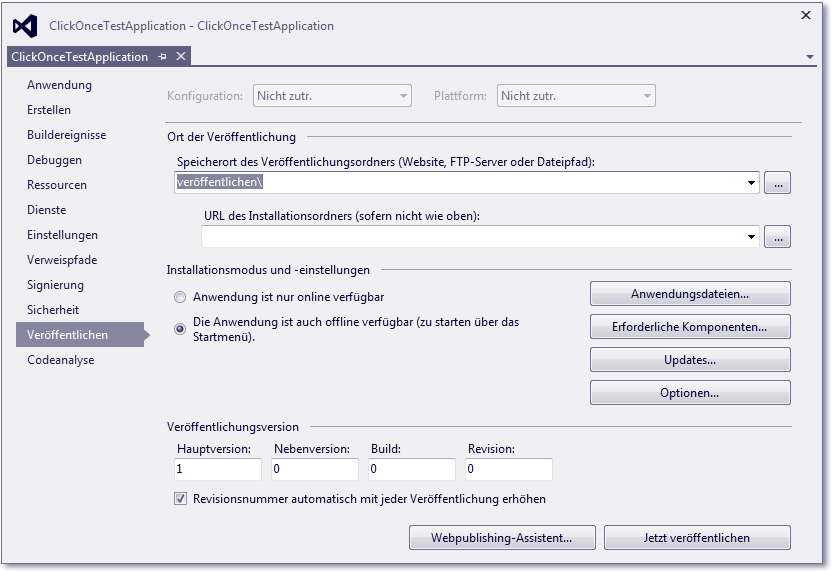 ClickOnceTestApplication - ClickOnceTestApplication
ClickOnceTestApplication
Anwendung
Erstellen
Buildereignisse
Debuggen
Ressourcen
Dienste
Einstellungen
Verweispfade
Signierung
Sicherheit
Veröffentlichen
Codeanalyse
Konfiguration: Nicht zutr. Plattform: Nicht zutr.
Ort der Veröffentlichung
Speicherort des Veröffentlichungsordners (Website, FTP-Server oder Dateipfad):
veröffentlichen\ ...
URL des Installationsordners (sofern nicht wie oben):
...
Installationsmodus und -einstellungen
Anwendung ist nur online verfügbar
Die Anwendung ist auch offline verfügbar (zu starten über das
Startmenü).
Anwendungsdateien...
Erforderliche Komponenten...
Updates...
Optionen...
Veröffentlichungsversion
Hauptversion: Nebenversion: Build: Revision:
1 0 0 0
Revisionsnummer automatisch mit jeder Veröffentlichung erhöhen
Webpublishing-Assistent... Jetzt veröffentlichen